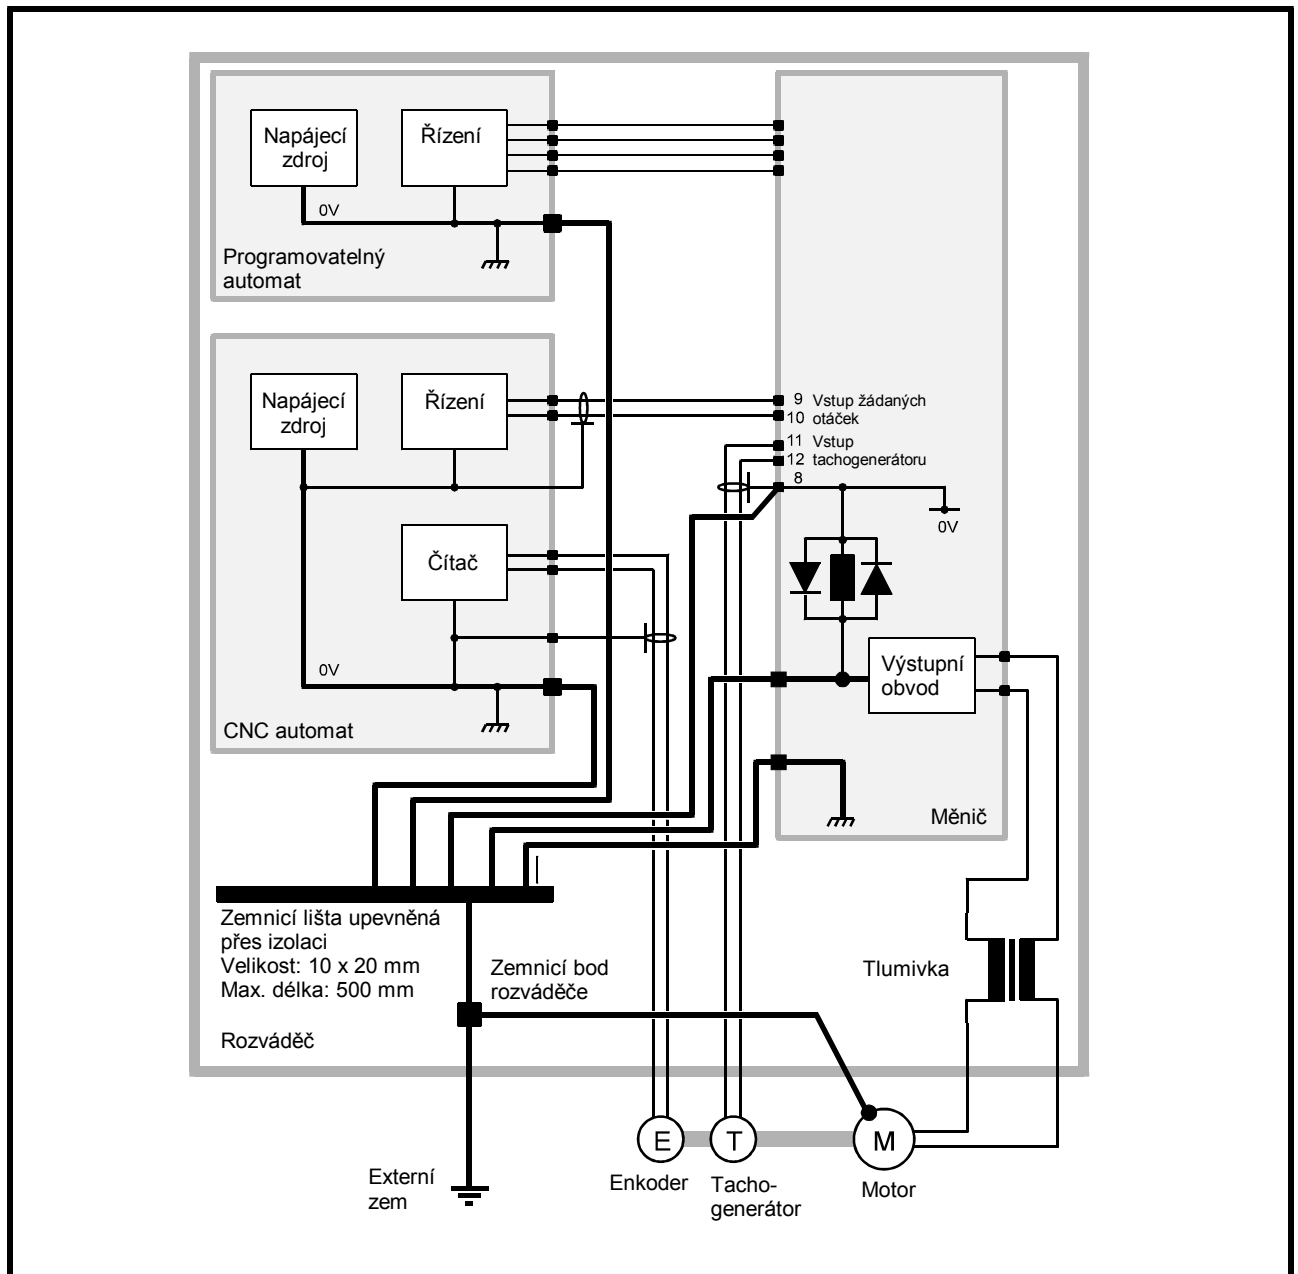 Napájecí
zdroj
Řízení
0V
Programovatelný
automat
Napájecí
zdroj
Řízení
9 Vstup žádaných
10 otáček
11 Vstup
12 tachogenerátoru
8
0V
Čítač
0V
Výstupní
obvod
CNC automat
Měnič
Zemnicí lišta upevněná
přes izolaci
Velikost: 10 x 20 mm
Max. délka: 500 mm
Zemnicí bod
rozváděče
Tlumivka
Rozváděč
E
T
M
Externí
zem
Enkoder
Tacho-
generátor
Motor